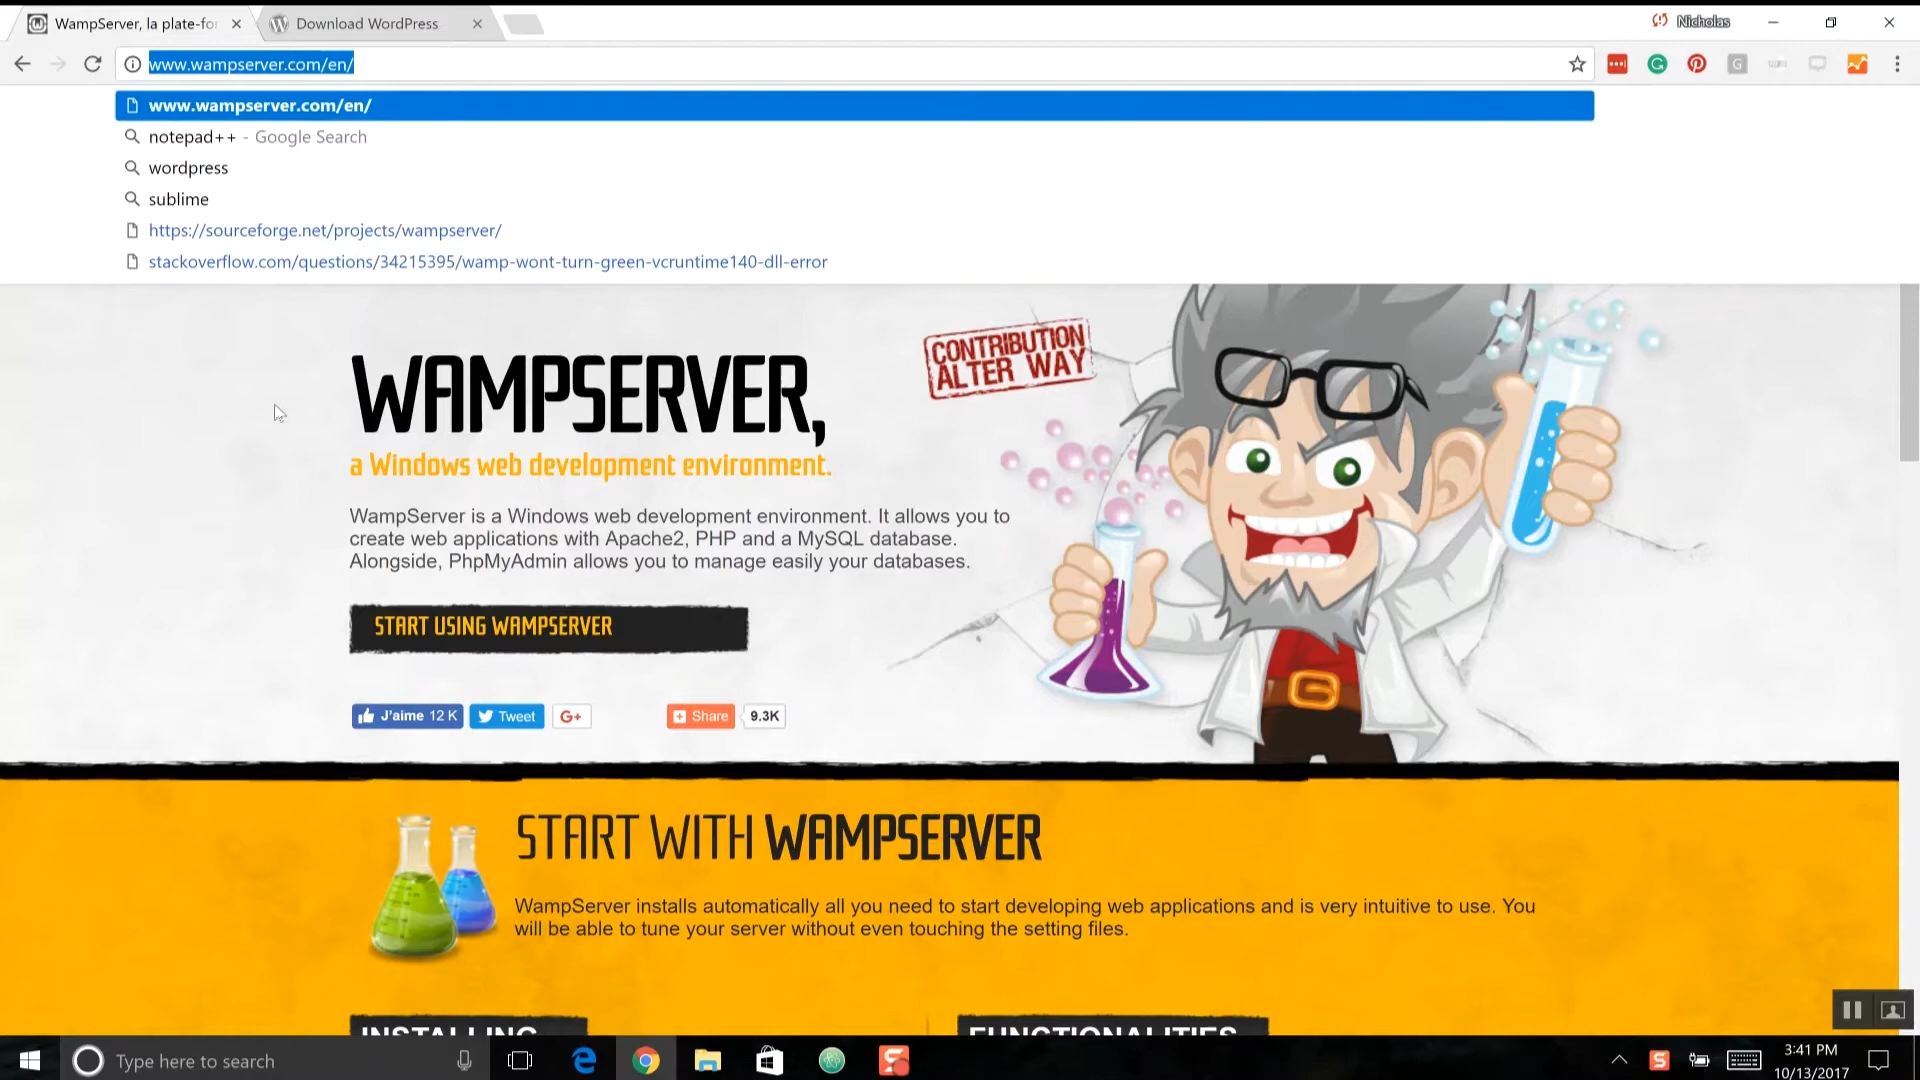 WampServer, la plate-for
Download WordPress
Nicholas
www.wampserver.com/en/
www.wampserver.com/en/
notepad++ - Google Search
wordpress
sublime
https://sourceforge.net/projects/wampserver/
stackoverflow.com/questions/34215395/wamp-wont-turn-green-vcruntime140-dll-error
CONTRIBUTION
ALTER WAY
WAMPSERVER,
a Windows web development environment.
WampServer is a Windows web development environment. It allows you to
create web applications with Apache2, PHP and a MySQL database.
Alongside, PhpMyAdmin allows you to manage easily your databases.
START USING WAMPSERVER
J'aime 12 K
Tweet
G+
Share
9.3K
START WITH WAMPSERVER
WampServer installs automatically all you need to start developing web applications and is very intuitive to use. You
will be able to tune your server without even touching the setting files.
INSTALLING
FUNCTIONALITIES
Type here to search
3:41 PM
10/13/2017